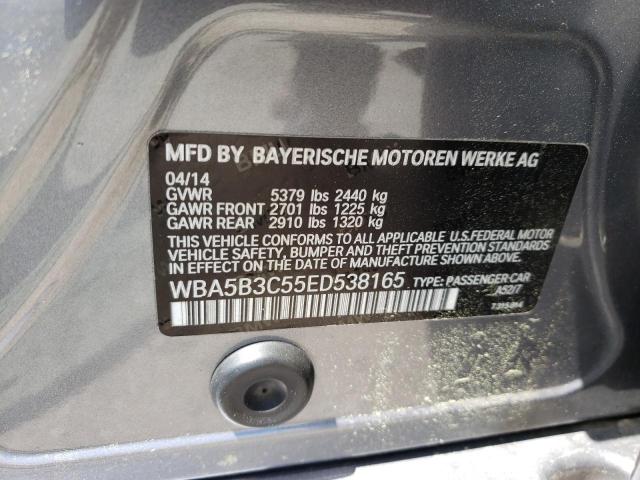 MFD BY BAYERISCHE MOTOREN WERKE AG
04/14
GVWR 5379 lbs 2440 kg
GAWR FRONT 2701 lbs 1225 kg
GAWR REAR 2910 lbs 1320 kg
THIS VEHICLE CONFORMS TO ALL APPLICABLE U.S.FEDERAL MOTOR
VEHICLE SAFETY, BUMPER AND THEFT PREVENTION STANDARDS
IN EFFECT ON THE DATE OF MANUFACTURE SHOWN ABOVE.
WBA5B3C55ED538165 TYPE: PASSENGER CAR
A52/7